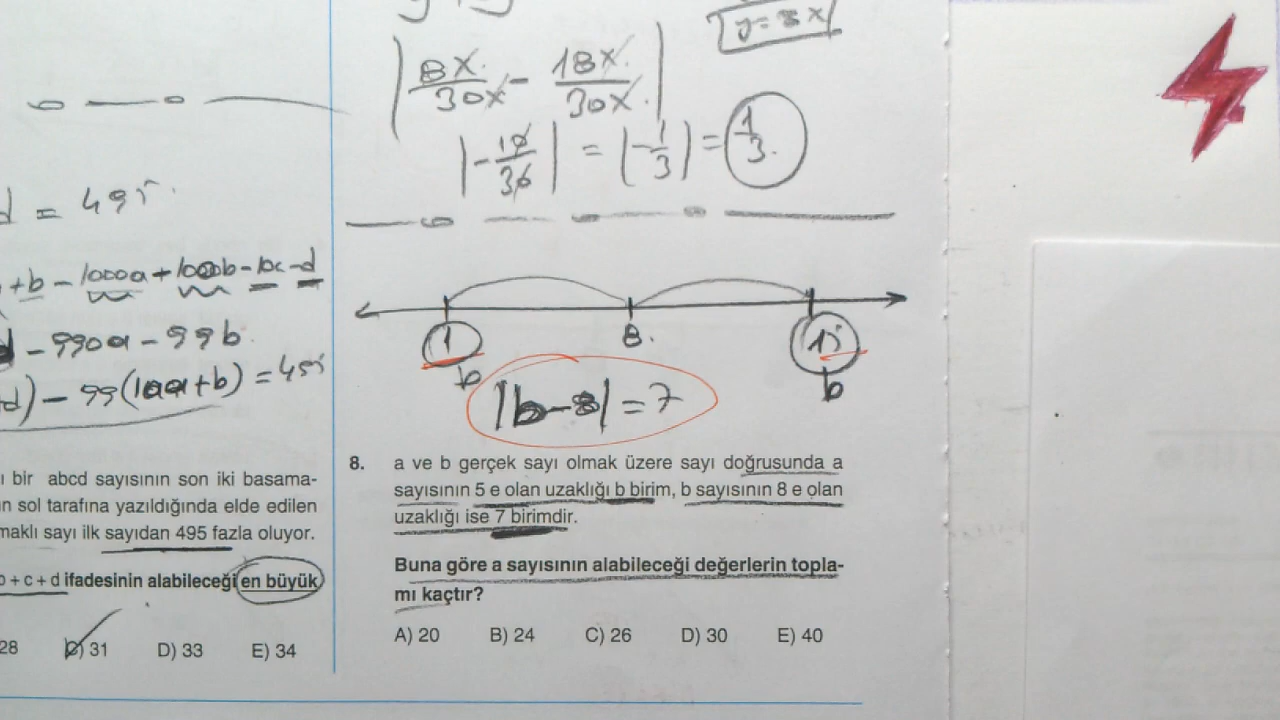 y = 3x
|8x/30x - 18x/30x|
|-10/30| = |-1/3| = 1/3
d = 495
+b - 1000a + 100b - 10c - d
- 990a - 99b
d) - 99(10a+b) = 495
1 8 15
b b
|b-8| = 7
ı bir abcd sayısının son iki basama-
n sol tarafına yazıldığında elde edilen
maklı sayı ilk sayıdan 495 fazla oluyor.
b + c + d ifadesinin alabileceği en büyük
28 C) 31 D) 33 E) 34
8. a ve b gerçek sayı olmak üzere sayı doğrusunda a
sayısının 5 e olan uzaklığı b birim, b sayısının 8 e olan
uzaklığı ise 7 birimdir.
Buna göre a sayısının alabileceği değerlerin topla-
mı kaçtır?
A) 20 B) 24 C) 26 D) 30 E) 40